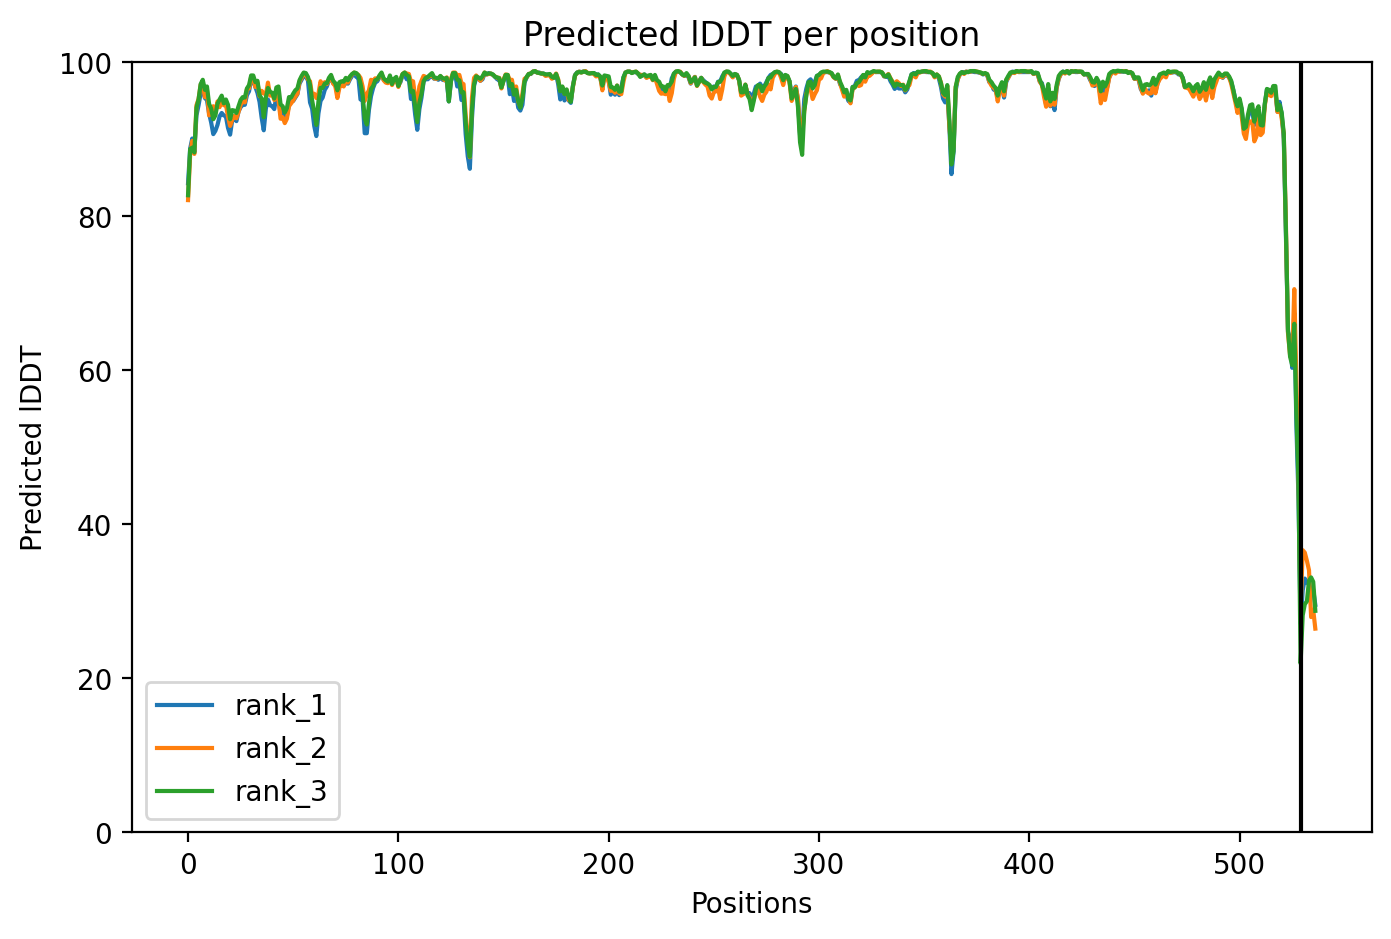 Predicted lDDT per position
100
80
60
40
20
0
Predicted lDDT
rank_1
rank_2
rank_3
0 100 200 300 400 500
Positions